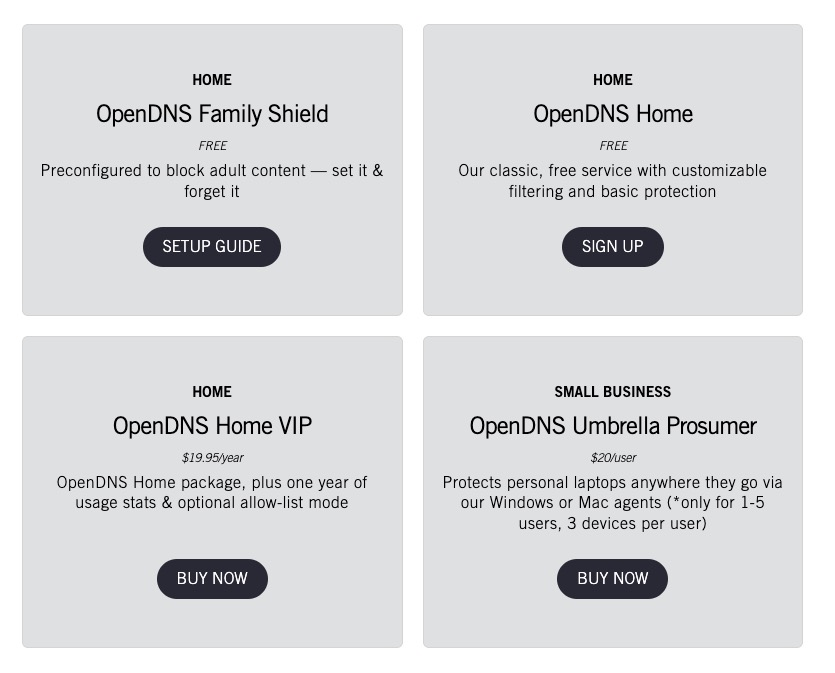 HOME
OpenDNS Family Shield
FREE
Preconfigured to block adult content — set it &
forget it
SETUP GUIDE
HOME
OpenDNS Home
FREE
Our classic, free service with customizable
filtering and basic protection
SIGN UP
HOME
OpenDNS Home VIP
$19.95/year
OpenDNS Home package, plus one year of
usage stats & optional allow-list mode
BUY NOW
SMALL BUSINESS
OpenDNS Umbrella Prosumer
$20/user
Protects personal laptops anywhere they go via
our Windows or Mac agents (*only for 1-5
users, 3 devices per user)
BUY NOW